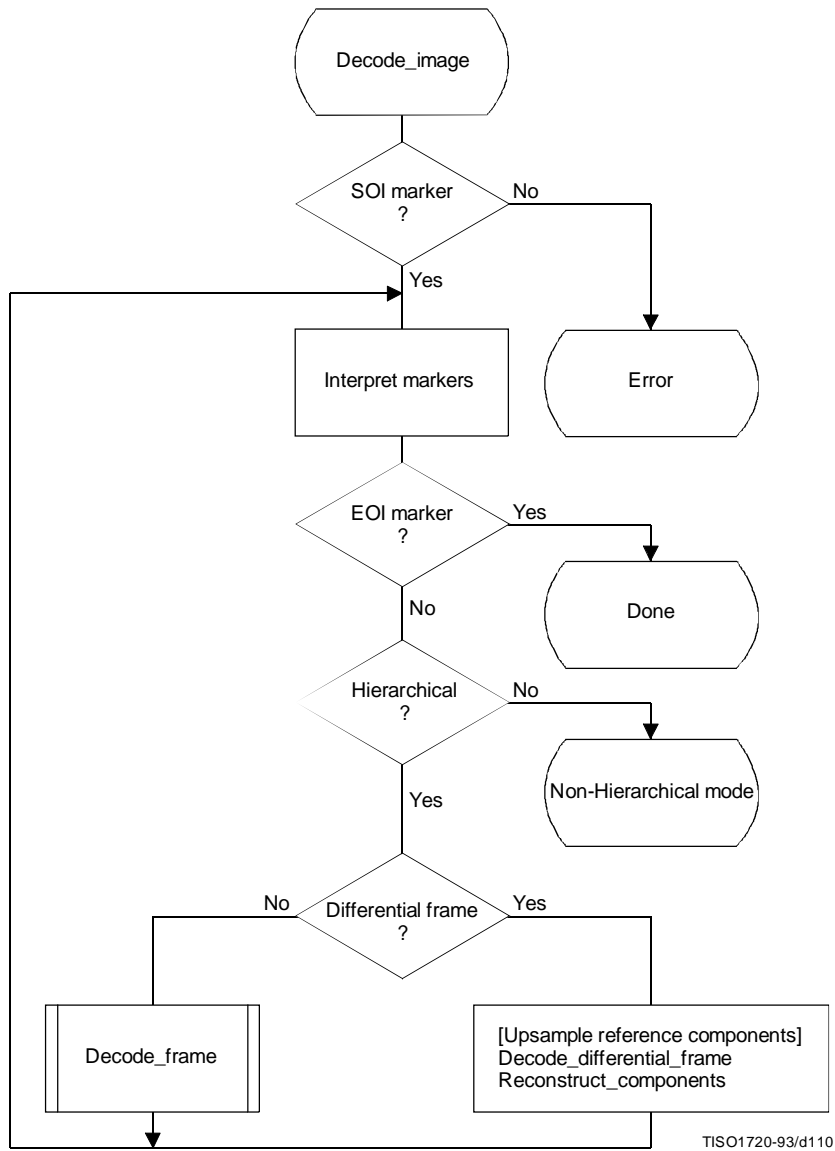 Decode_image
SOI marker
?
No
Yes
Interpret markers
Error
EOI marker
?
Yes
No
Done
Hierarchical
?
No
Yes
Non-Hierarchical mode
No
Differential frame
?
Yes
Decode_frame
[Upsample reference components]
Decode_differential_frame
Reconstruct_components
TISO1720-93/d110